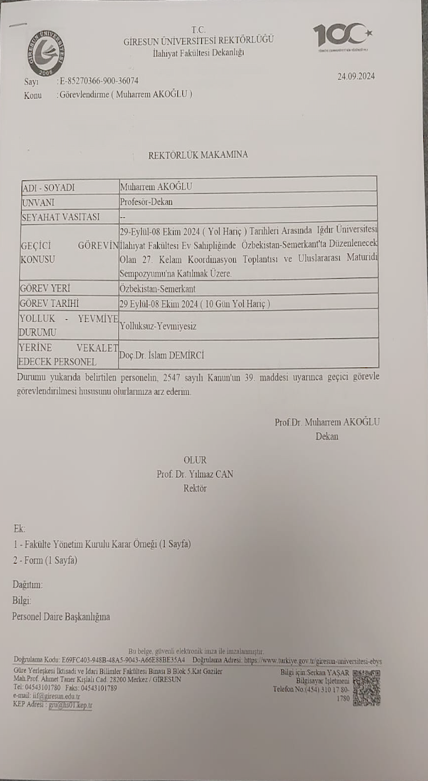 T.C.
GİRESUN ÜNİVERSİTESİ REKTÖRLÜĞÜ
İlahiyat Fakültesi Dekanlığı
GİRESUN ÜNİVERSİTESİ
100
Sayı : E-85270366-900-36074
24.09.2024
Konu : Görevlendirme ( Muharrem AKOĞLU )
REKTÖRLÜK MAKAMINA
ADI - SOYADI Muharrem AKOĞLU
UNVANI Profesör-Dekan
SEYAHAT VASITASI --
GEÇİCİ GÖREVİN KONUSU
29-Eylül-08 Ekim 2024 ( Yol Hariç ) Tarihleri Arasında Iğdır Üniversitesi
İlahiyat Fakültesi Ev Sahipliğinde Özbekistan-Semerkant'ta Düzenlenecek
Olan 27. Kelam Koordinasyon Toplantısı ve Uluslararası Maturidi
Sempozyumu'na Katılmak Üzere.
GÖREV YERİ Özbekistan-Semerkant
GÖREV TARİHİ 29 Eylül-08 Ekim 2024 ( 10 Gün Yol Hariç )
YOLLUK - YEVMİYE DURUMU Yolluksuz-Yevmiyesiz
YERİNE VEKALET EDECEK PERSONEL Doç.Dr. İslam DEMİRCİ
Durumu yukarıda belirtilen personelin, 2547 sayılı Kanun'un 39. maddesi uyarınca geçici görevle
görevlendirilmesi hususunu olurlarınıza arz ederim.
Prof.Dr. Muharrem AKOĞLU
Dekan
OLUR
Prof. Dr. Yılmaz CAN
Rektör
Ek:
1 - Fakülte Yönetim Kurulu Karar Örneği (1 Sayfa)
2 - Form (1 Sayfa)
Dağıtım:
Bilgi:
Personel Daire Başkanlığına
Bu belge, güvenli elektronik imza ile imzalanmıştır.
Doğrulama Kodu: E69FC403-948B-48A5-9043-A66E88BE35A4 Doğrulama Adresi: https://www.turkiye.gov.tr/giresun-universitesi-ebys
Güre Yerleşkesi İktisadi ve İdari Bilimler Fakültesi Binası B Blok 5.Kat Gaziler
Mah.Prof. Ahmet Taner Kışlalı Cad. 28200 Merkez / GİRESUN
Tel: 04543101780 Faks: 04543101789
e-mail: iif@giresun.edu.tr
KEP Adresi :
Bilgi için Serkan YAŞAR
Bilgisayar İşletmeni
Telefon No:(454) 310 17 80-
1780